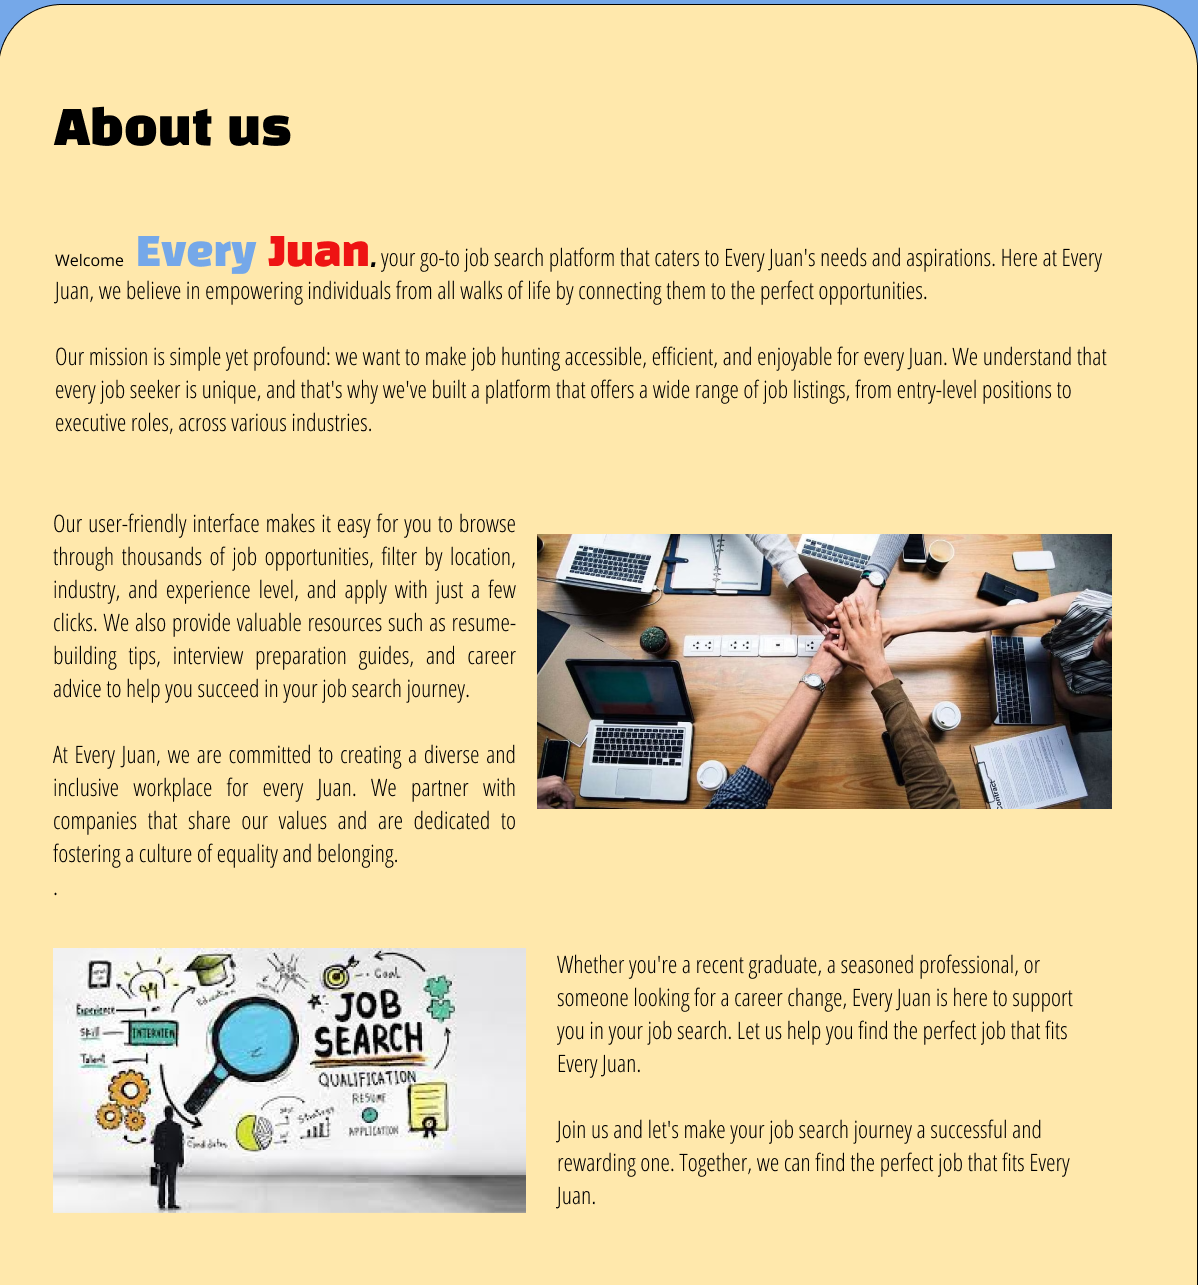 About us
Welcome Every Juan, your go-to job search platform that caters to Every Juan's needs and aspirations. Here at Every
Juan, we believe in empowering individuals from all walks of life by connecting them to the perfect opportunities.
Our mission is simple yet profound: we want to make job hunting accessible, efficient, and enjoyable for every Juan. We understand that
every job seeker is unique, and that's why we've built a platform that offers a wide range of job listings, from entry-level positions to
executive roles, across various industries.
Our user-friendly interface makes it easy for you to browse
through thousands of job opportunities, filter by location,
industry, and experience level, and apply with just a few
clicks. We also provide valuable resources such as resume-
building tips, interview preparation guides, and career
advice to help you succeed in your job search journey.
At Every Juan, we are committed to creating a diverse and
inclusive workplace for every Juan. We partner with
companies that share our values and are dedicated to
fostering a culture of equality and belonging.
.
Contract
Goal
Education
Experience
Skill
INTERVIEW
Talent
JOB
SEARCH
QUALIFICATION
RESUME
APPLICATION
Strategy
Candidates
Whether you're a recent graduate, a seasoned professional, or
someone looking for a career change, Every Juan is here to support
you in your job search. Let us help you find the perfect job that fits
Every Juan.
Join us and let's make your job search journey a successful and
rewarding one. Together, we can find the perfect job that fits Every
Juan.